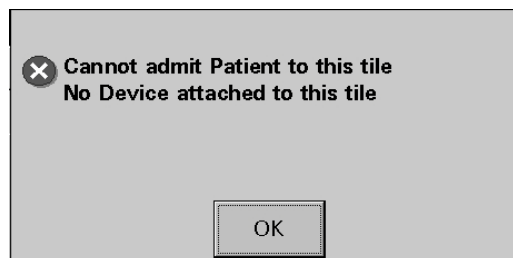 Cannot admit Patient to this tile
No Device attached to this tile
OK